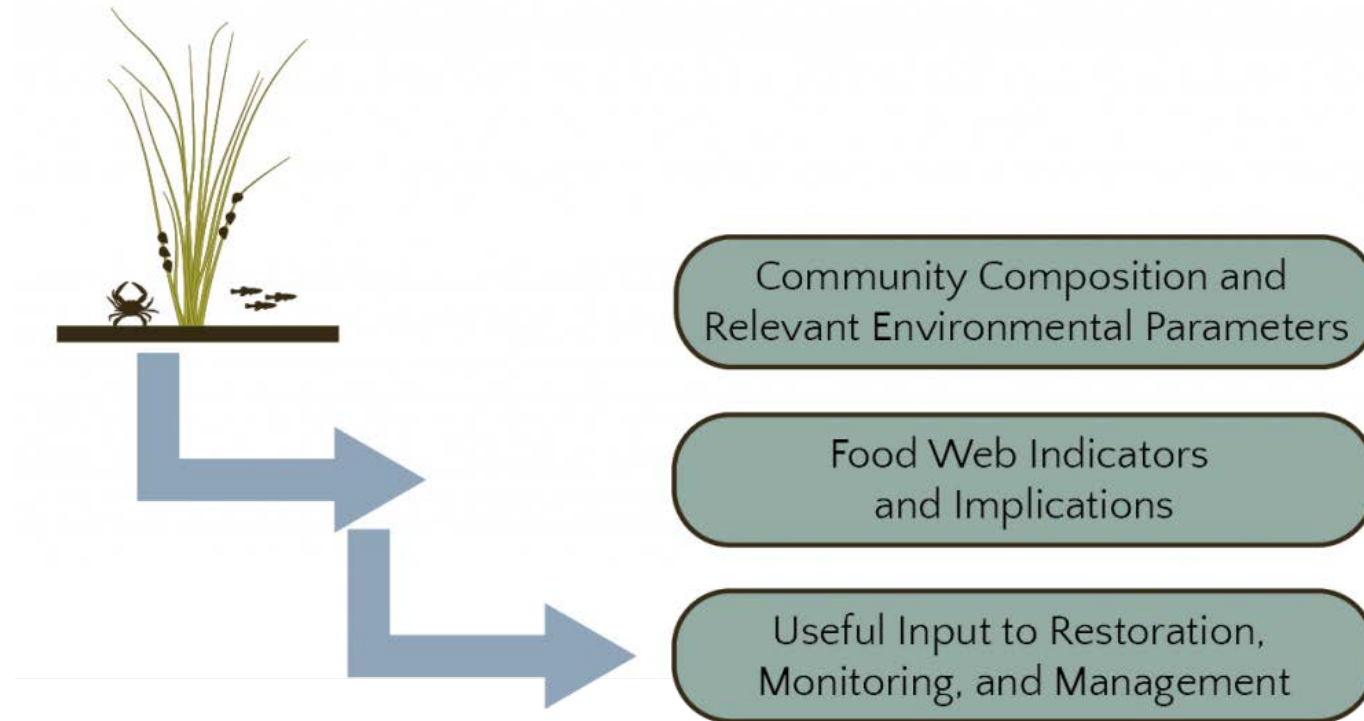 Community Composition and
Relevant Environmental Parameters
Food Web Indicators
and Implications
Useful Input to Restoration,
Monitoring, and Management